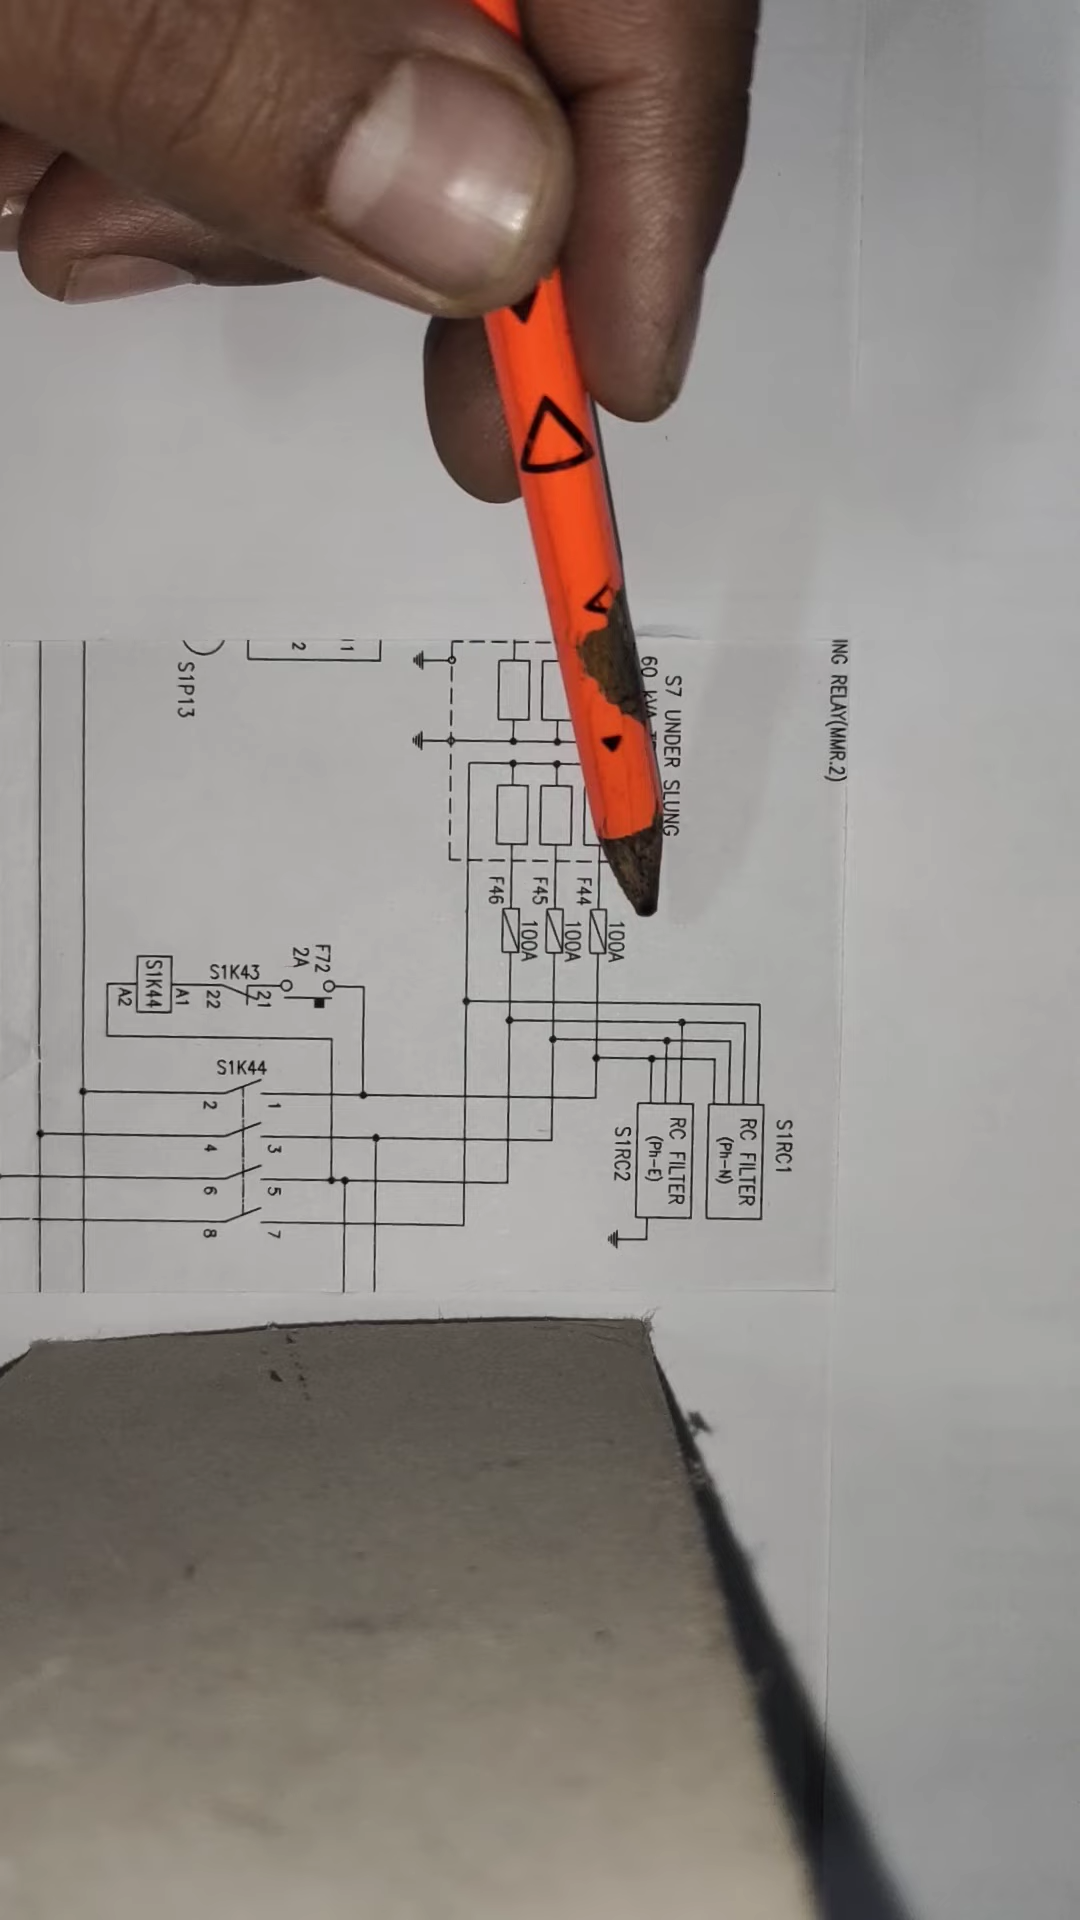 ING RELAY(MMR.2)
S7 UNDER SLUNG
60 kVA
S1P13
2
11
F46
F45
F44
100A
100A
100A
F72
2A
S1K43
21
22
S1K44
A1
A2
S1K44
1
2
3
4
5
6
7
8
S1RC1
RC FILTER
(Ph-N)
RC FILTER
(Ph-E)
S1RC2